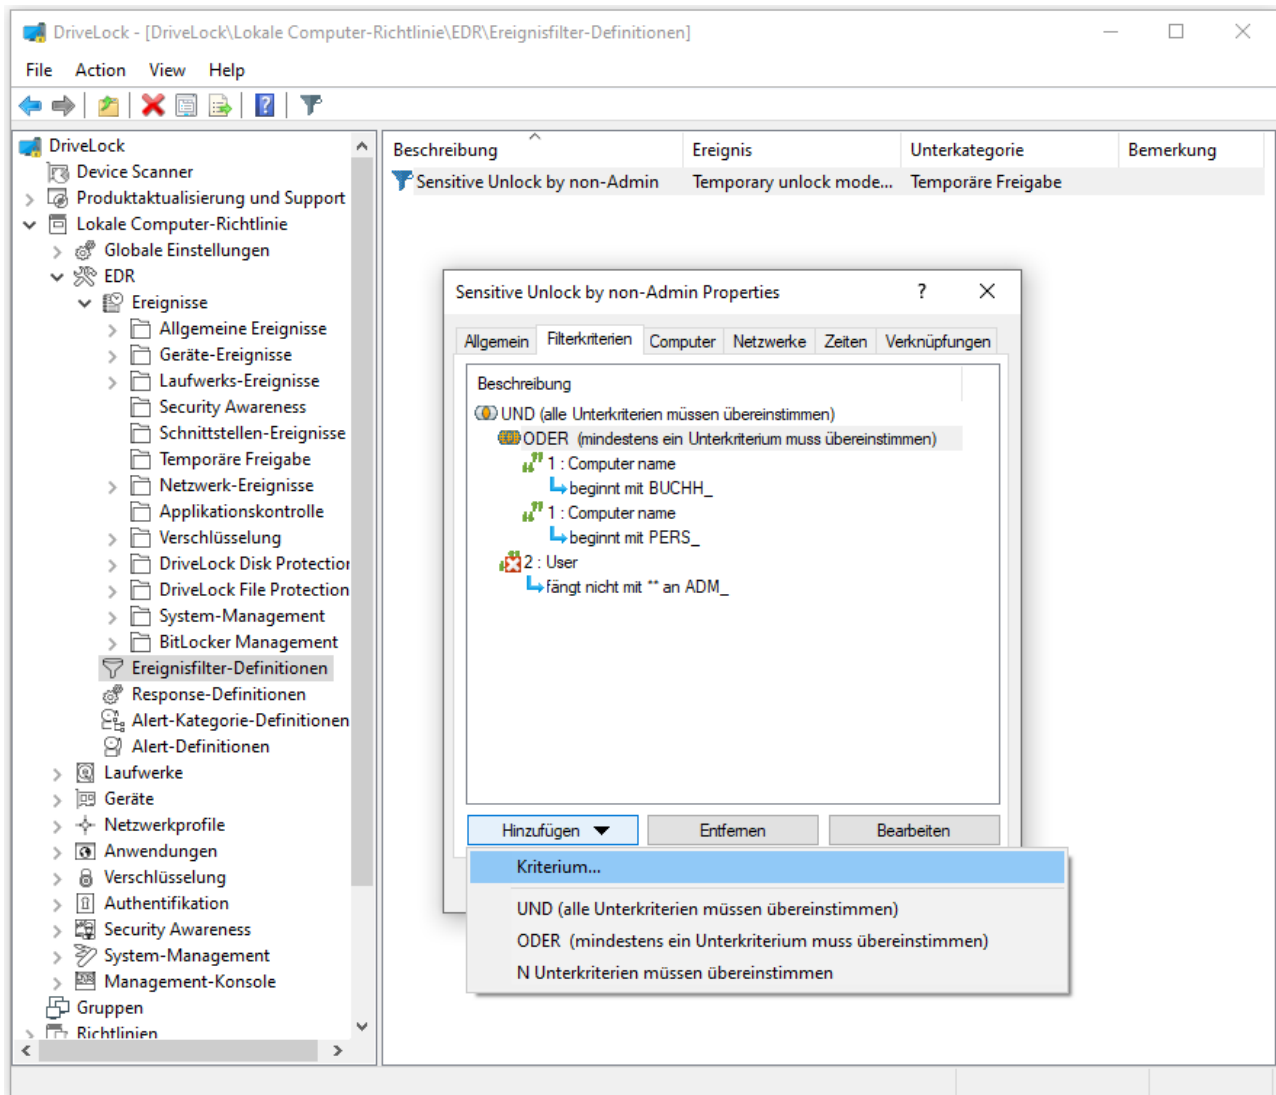 DriveLock - [DriveLock\Lokale Computer-Richtlinie\EDR\Ereignisfilter-Definitionen]
File Action View Help
DriveLock
Device Scanner
Produktaktualisierung und Support
Lokale Computer-Richtlinie
Globale Einstellungen
EDR
Ereignisse
Allgemeine Ereignisse
Geräte-Ereignisse
Laufwerks-Ereignisse
Security Awareness
Schnittstellen-Ereignisse
Temporäre Freigabe
Netzwerk-Ereignisse
Applikationskontrolle
Verschlüsselung
DriveLock Disk Protection
DriveLock File Protection
System-Management
BitLocker Management
Ereignisfilter-Definitionen
Response-Definitionen
Alert-Kategorie-Definitionen
Alert-Definitionen
Laufwerke
Geräte
Netzwerkprofile
Anwendungen
Verschlüsselung
Authentifikation
Security Awareness
System-Management
Management-Konsole
Gruppen
Richtlinien
Beschreibung Ereignis Unterkategorie Bemerkung
Sensitive Unlock by non-Admin Temporary unlock mode... Temporäre Freigabe
Sensitive Unlock by non-Admin Properties ?
Allgemein Filterkriterien Computer Netzwerke Zeiten Verknüpfungen
Beschreibung
UND (alle Unterkriterien müssen übereinstimmen)
ODER (mindestens ein Unterkriterium muss übereinstimmen)
1 : Computer name
beginnt mit BUCHH_
1 : Computer name
beginnt mit PERS_
2 : User
fängt nicht mit "" an ADM_
Hinzufügen Entfernen Bearbeiten
Kriterium...
UND (alle Unterkriterien müssen übereinstimmen)
ODER (mindestens ein Unterkriterium muss übereinstimmen)
N Unterkriterien müssen übereinstimmen